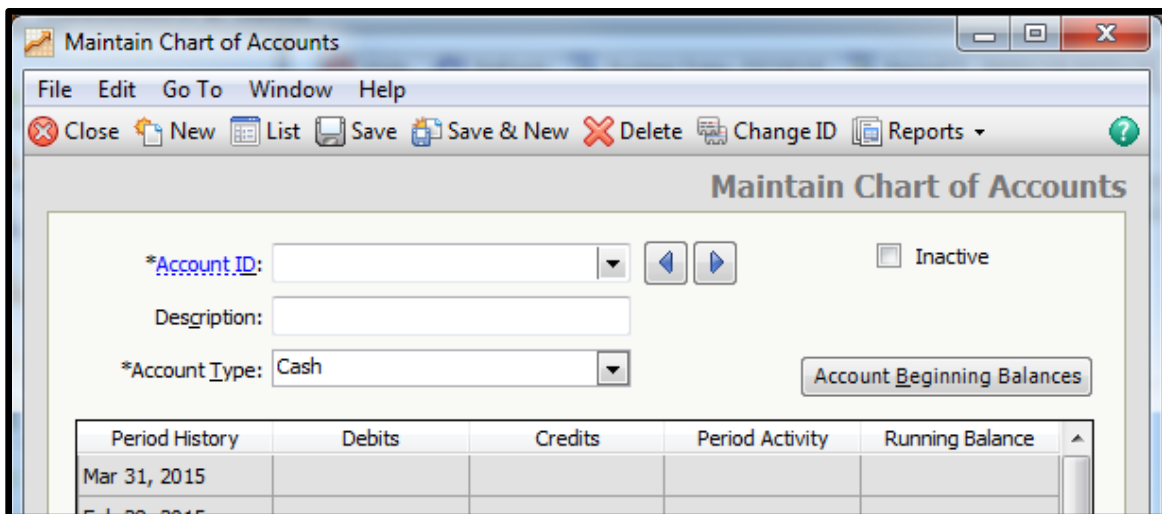 Maintain Chart of Accounts
File Edit Go To Window Help
Close New List Save Save & New Delete Change ID Reports
Maintain Chart of Accounts
*Account ID: Inactive
Description:
*Account Type: Cash Account Beginning Balances
Period History Debits Credits Period Activity Running Balance
Mar 31, 2015